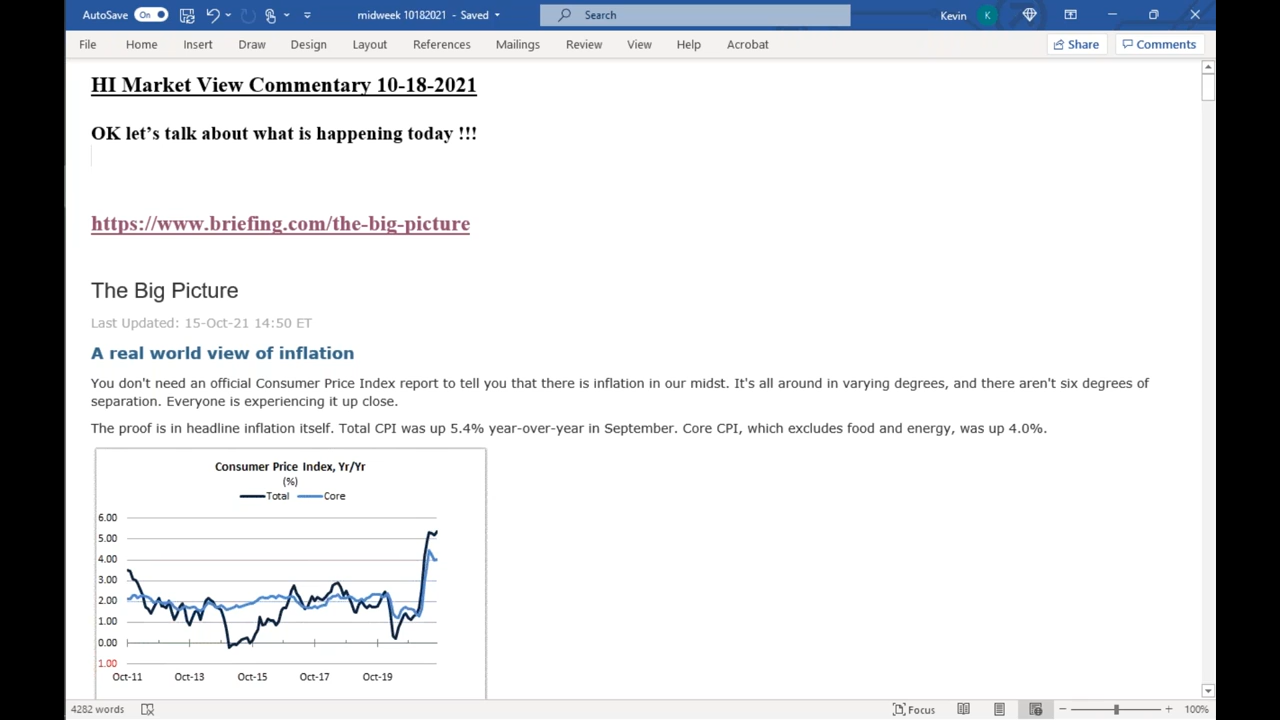 AutoSave On midweek 10182021 - Saved Search Kevin K
File Home Insert Draw Design Layout References Mailings Review View Help Acrobat Share Comments
HI Market View Commentary 10-18-2021
OK let's talk about what is happening today !!!
https://www.briefing.com/the-big-picture
The Big Picture
Last Updated: 15-Oct-21 14:50 ET
A real world view of inflation
You don't need an official Consumer Price Index report to tell you that there is inflation in our midst. It's all around in varying degrees, and there aren't six degrees of
separation. Everyone is experiencing it up close.
The proof is in headline inflation itself. Total CPI was up 5.4% year-over-year in September. Core CPI, which excludes food and energy, was up 4.0%.
Consumer Price Index, Yr/Yr
(%)
Total Core
6.00
5.00
4.00
3.00
2.00
1.00
0.00
1.00
Oct-11 Oct-13 Oct-15 Oct-17 Oct-19
4282 words Focus 100%